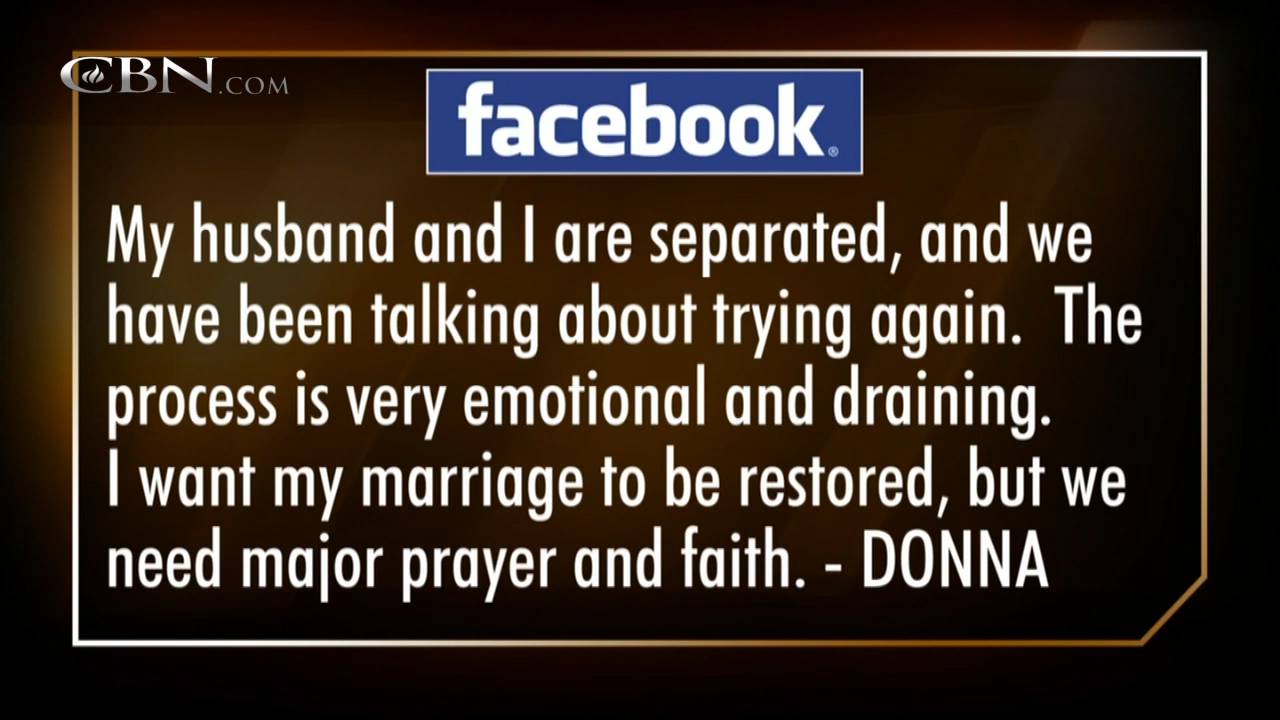 CBN.COM
facebook®
My husband and I are separated, and we
have been talking about trying again. The
process is very emotional and draining.
I want my marriage to be restored, but we
need major prayer and faith. - DONNA